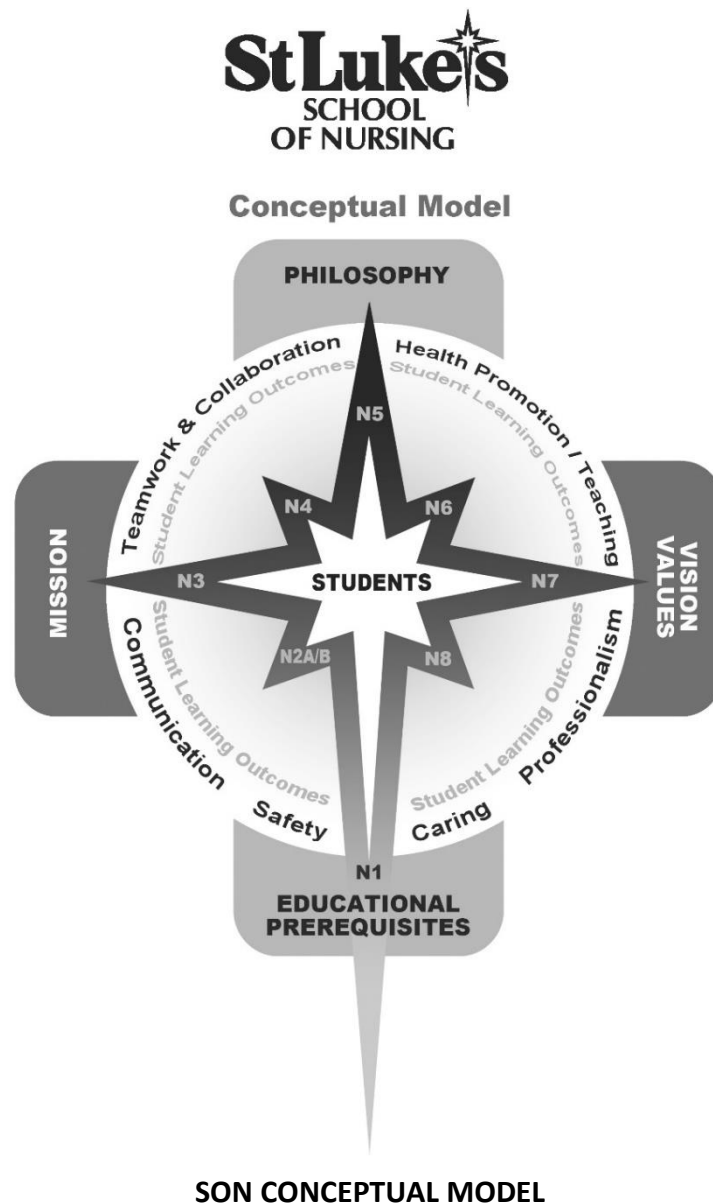 StLuke's
SCHOOL
OF NURSING
Conceptual Model
PHILOSOPHY
Teamwork & Collaboration
Student Learning Outcomes
Health Promotion / Teaching
Student Learning Outcomes
N5
N4
N6
MISSION
N3
STUDENTS
N7
VISION
VALUES
N2A/B
N8
Communication
Student Learning Outcomes
Safety
Student Learning Outcomes
Professionalism
Caring
N1
EDUCATIONAL
PREREQUISITES
SON CONCEPTUAL MODEL